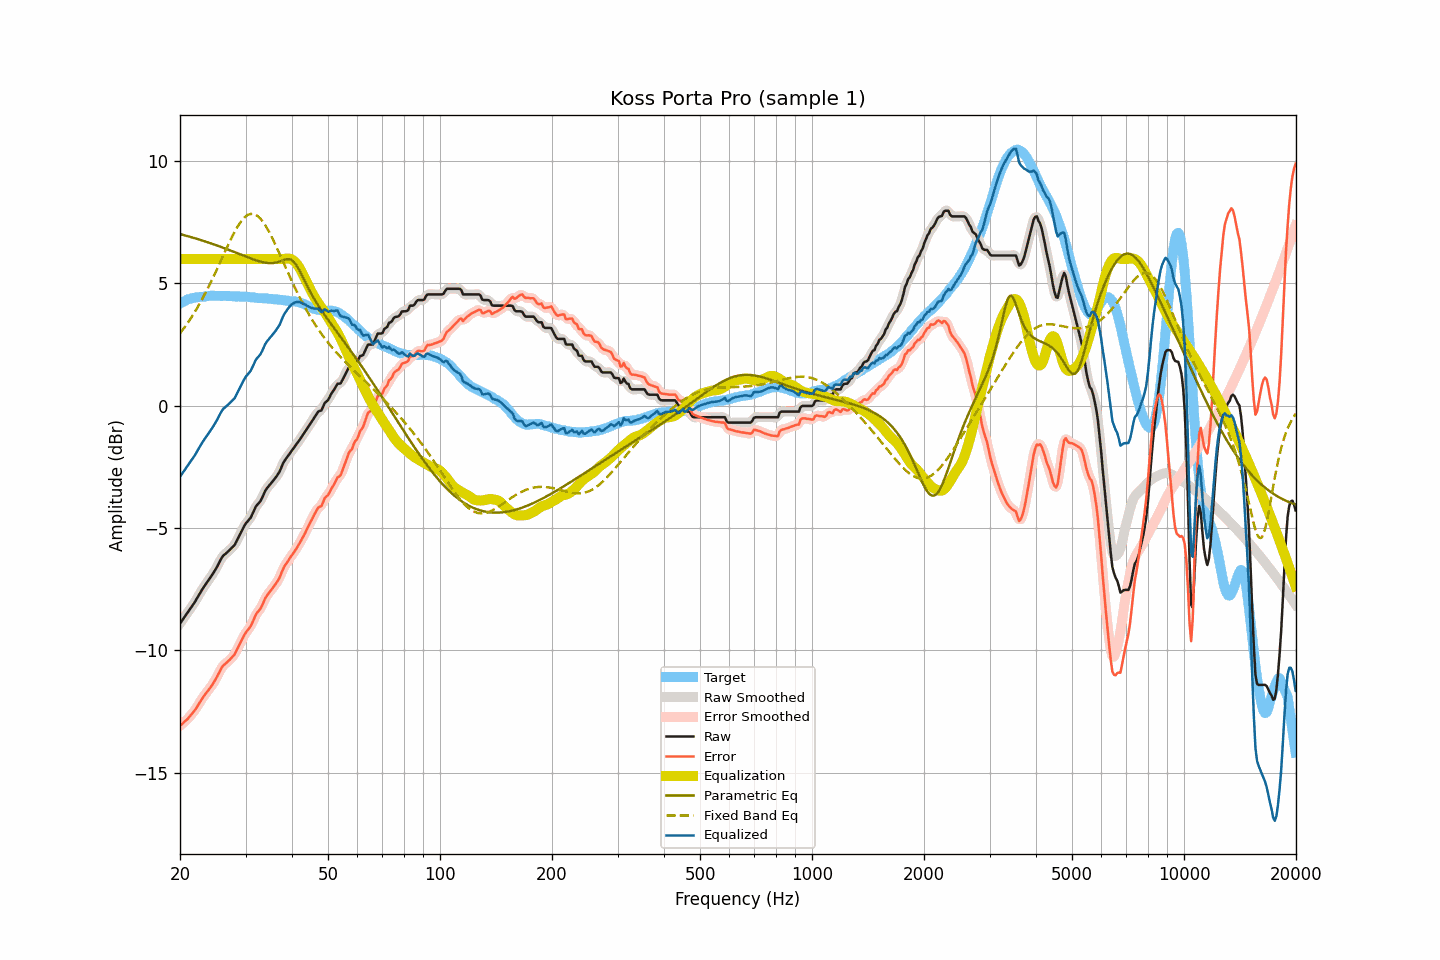 Koss Porta Pro (sample 1)
Amplitude (dBr)
10
5
0
−5
−10
−15
Target
Raw Smoothed
Error Smoothed
Raw
Error
Equalization
Parametric Eq
Fixed Band Eq
Equalized
20 50 100 200 500 1000 2000 5000 10000 20000
Frequency (Hz)